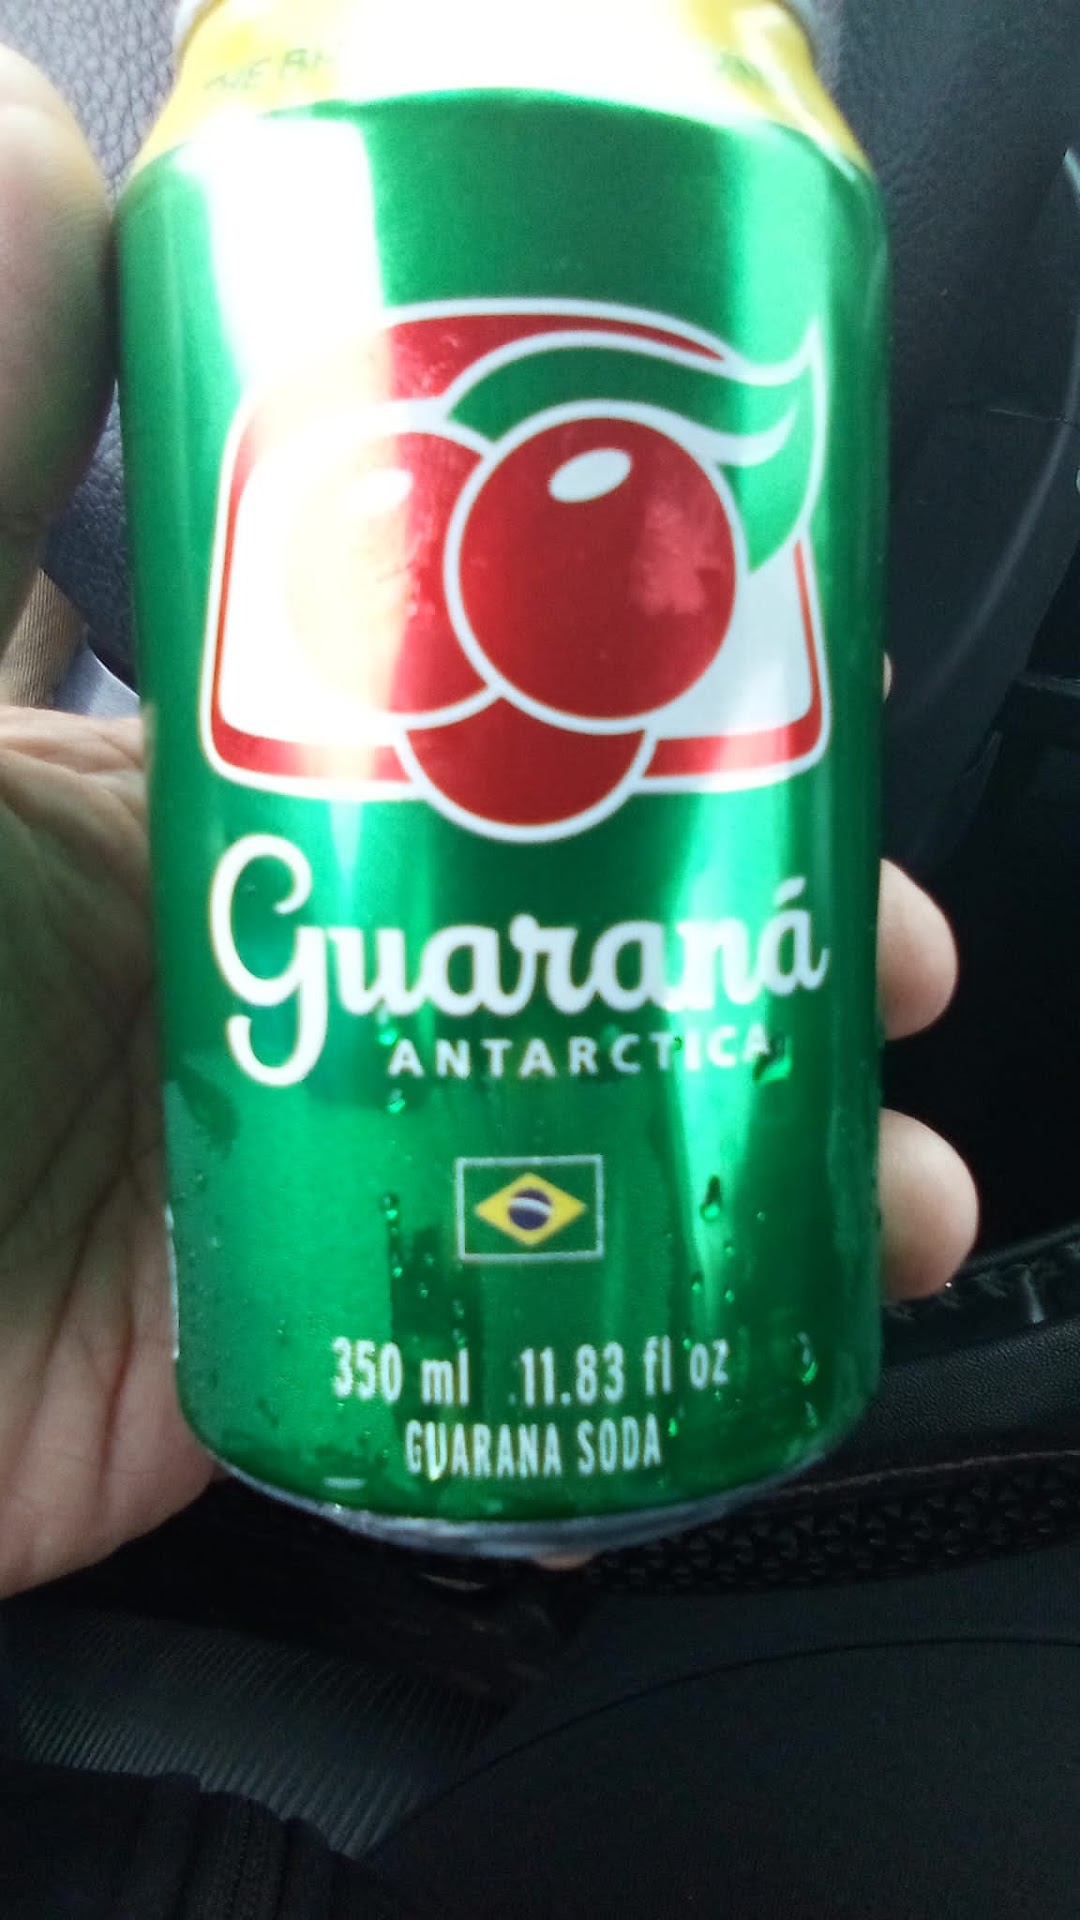 Guaraná
ANTARCTICA
350 ml 11.83 fl oz
GUARANA SODA